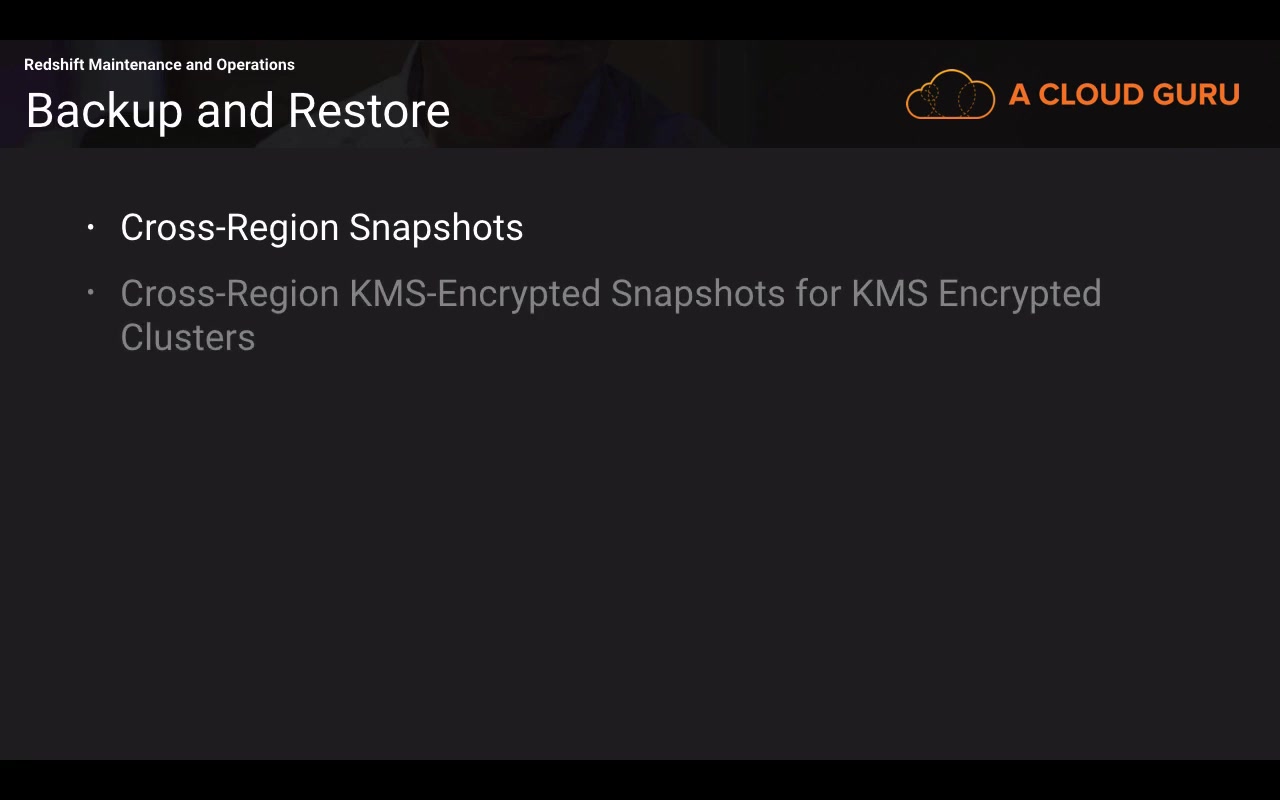 Redshift Maintenance and Operations
Backup and Restore
A CLOUD GURU
• Cross-Region Snapshots
• Cross-Region KMS-Encrypted Snapshots for KMS Encrypted
Clusters